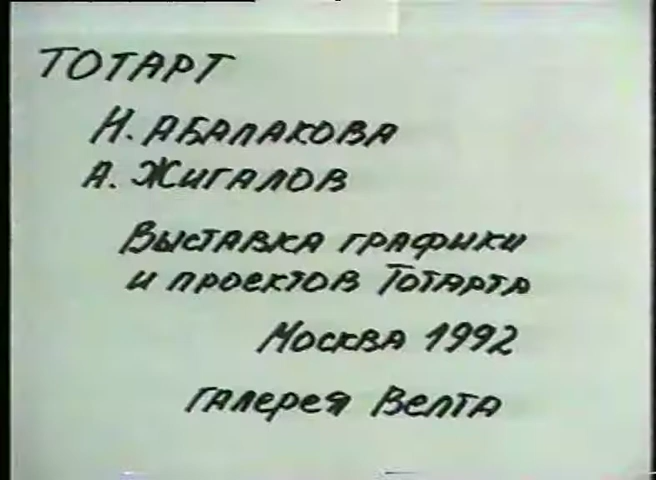 ТОТАРТ
Н. АБАЛАКОВА
А. ЖИГАЛОВ
ВЫСТАВКА ГРАФИКИ
И ПРОЕКТОВ ТОТАРТА
МОСКВА 1992
ГАЛЕРЕЯ ВЕЛТА